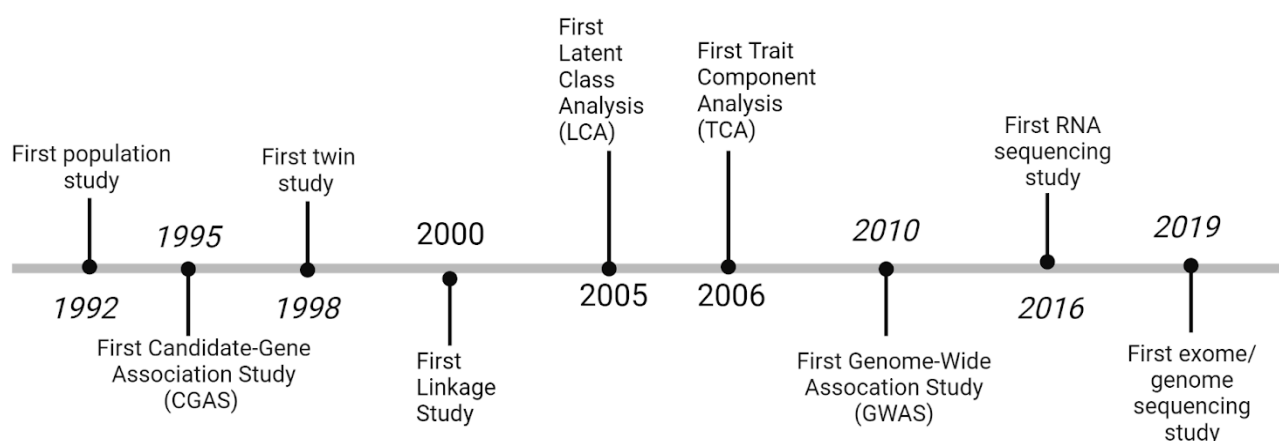 First population
study
1992
1995
First Candidate-Gene
Association Study
(CGAS)
First twin
study
1998
2000
First
Linkage
Study
First
Latent
Class
Analysis
(LCA)
2005
First Trait
Component
Analysis
(TCA)
2006
2010
First Genome-Wide
Assocation Study
(GWAS)
First RNA
sequencing
study
2016
2019
First exome/
genome
sequencing
study